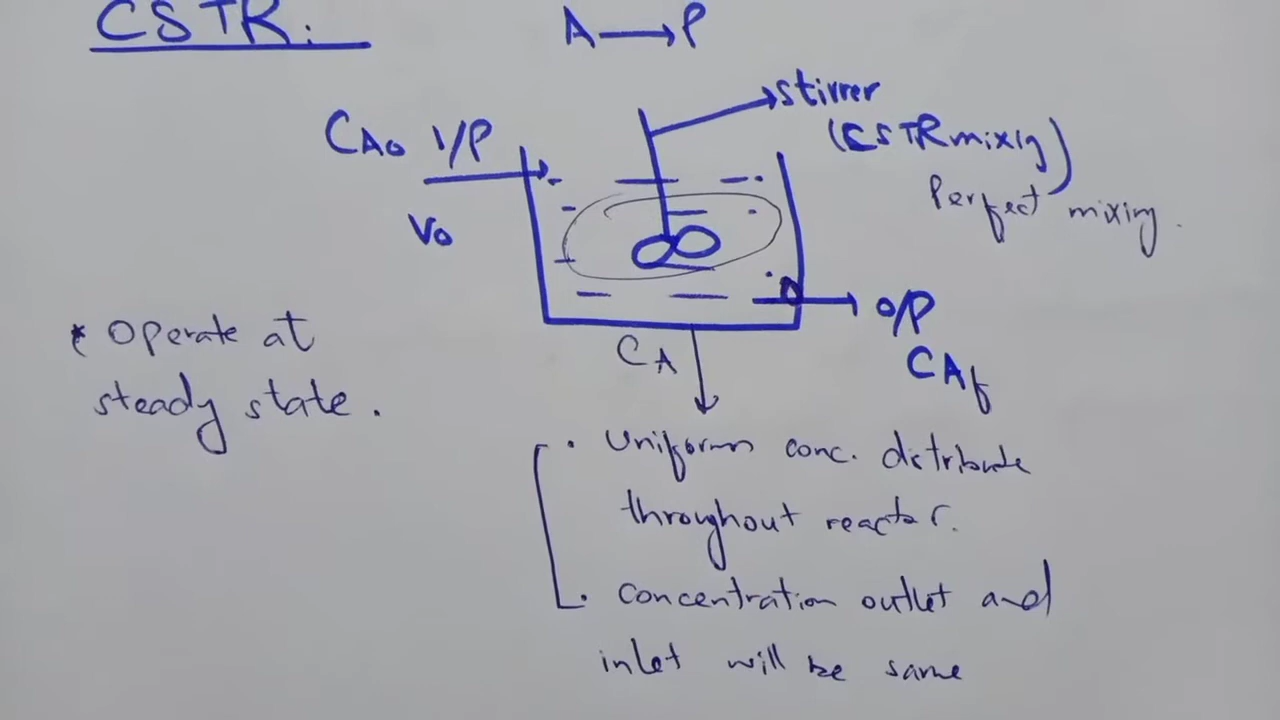 CSTR:
A → P
stirrer
CA0 I/P
(CSTR mixig)
Perfect mixing.
V0
O/P
CAf
CA
* Operate at
steady state.
· Uniform conc. distribute
throughout reactor.
· Concentration outlet and
inlet will be same